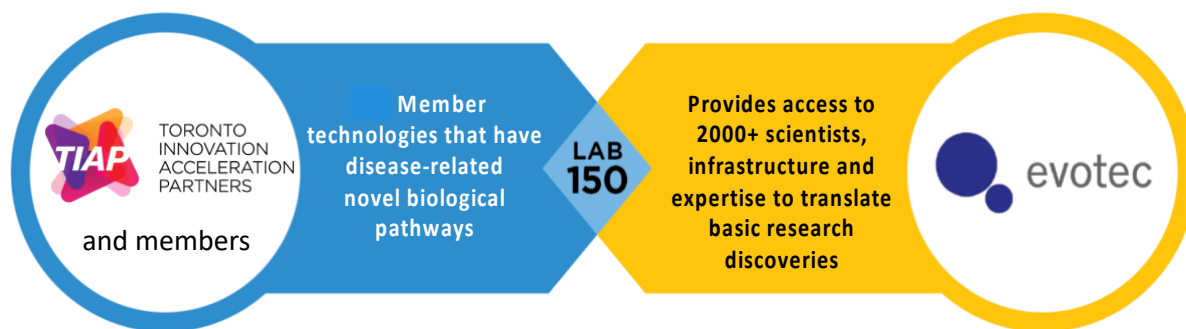 TIAP
TORONTO
INNOVATION
ACCELERATION
PARTNERS
and members
Member
technologies that have
disease-related
novel biological
pathways
LAB
150
Provides access to
2000+ scientists,
infrastructure and
expertise to translate
basic research
discoveries
evotec